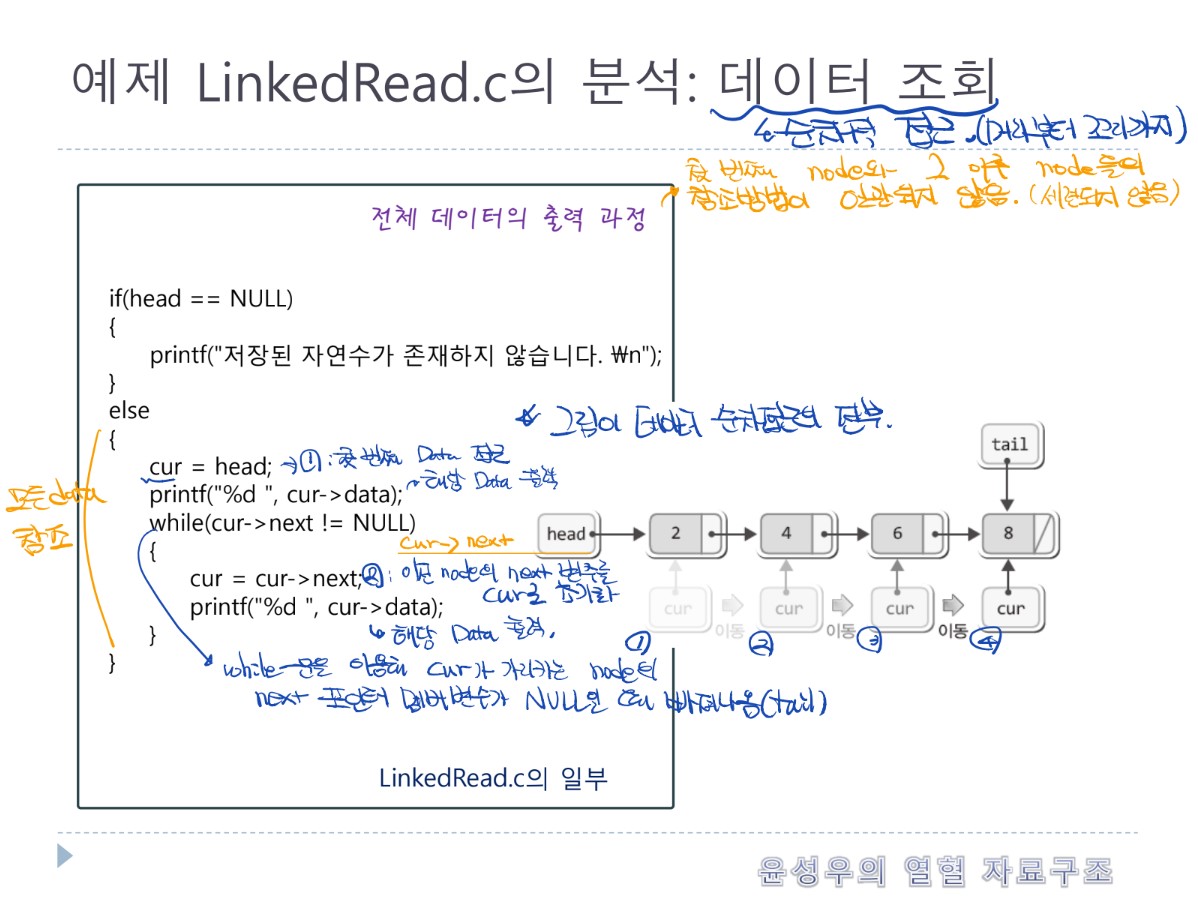 예제 LinkedRead.c의 분석: 데이터 조회
↳ 순차적 접근.(머리부터 꼬리까지)
첫 번째 node와 그 이후 node들의
참조방법이 일관되지 않음. (세련되지 않음)
전체 데이터의 출력 과정
if(head == NULL)
{
printf("저장된 자연수가 존재하지 않습니다. ₩n");
}
else
* 그림이 데이터 순차접근의 전부.
{
cur = head; → ①: 첫 번째 Data 접근
printf("%d ", cur->data); 해당 Data 출력
모든 data
참조
while(cur->next != NULL)
{
cur → next
cur = cur->next; ②: 이전 node의 next 변수를
cur로 초기화
printf("%d ", cur->data);
↳ 해당 Data 출력.
}
}
while문을 이용해 cur가 가리키는 node의
next 포인터 멤버변수가 NULL일 때 빠져나옴(tail)
tail
head 2 4 6 8
cur cur cur cur
이동 이동 이동
① ② ③ ④
LinkedRead.c의 일부
윤성우의 열혈 자료구조